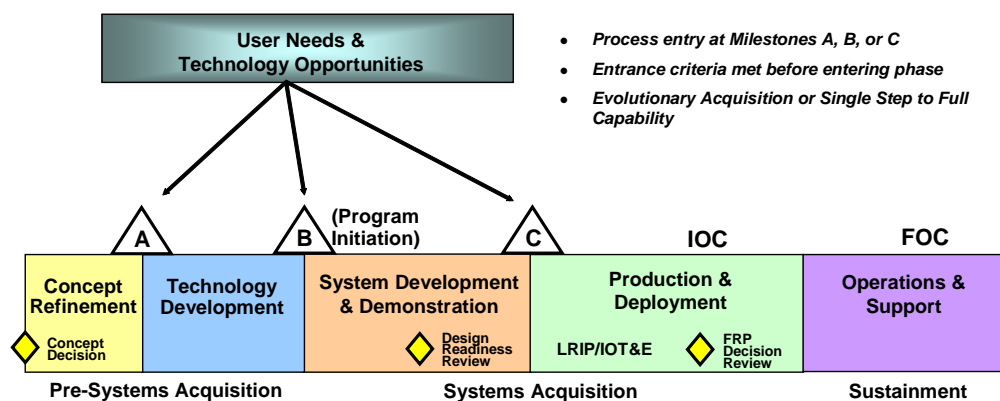 User Needs &
Technology Opportunities
● Process entry at Milestones A, B, or C
● Entrance criteria met before entering phase
● Evolutionary Acquisition or Single Step to Full
Capability
A
B
(Program
Initiation)
C
IOC
FOC
Concept
Refinement
Technology
Development
System Development
& Demonstration
Production &
Deployment
Operations &
Support
Concept
Decision
Design
Readiness
Review
LRIP/IOT&E
FRP
Decision
Review
Pre-Systems Acquisition
Systems Acquisition
Sustainment